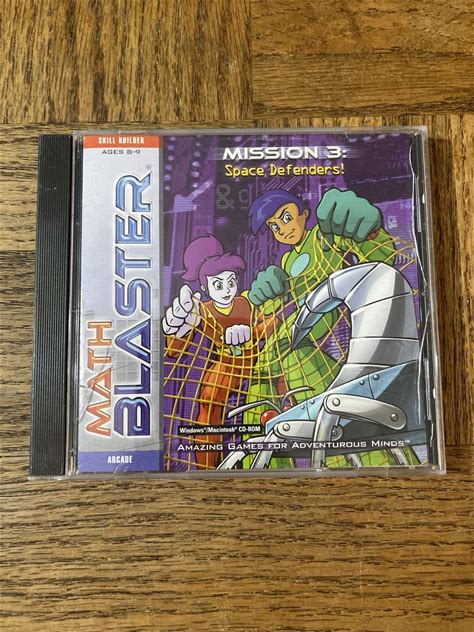 SKILL BUILDER
AGES 8-9
MATH
BLASTER®
ARCADE
MISSION 3:
Space Defenders!
Windows®/Macintosh® CD-ROM
AMAZING GAMES FOR ADVENTUROUS MINDS™